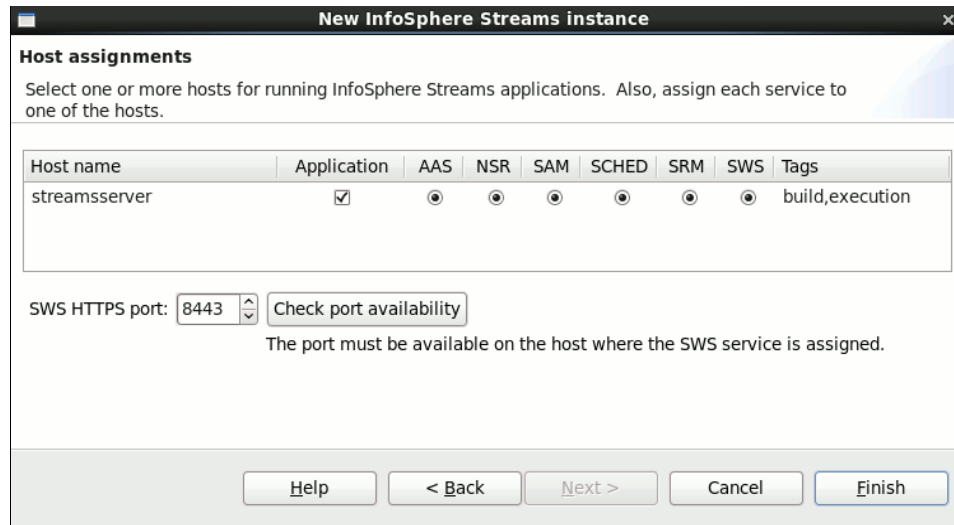 New InfoSphere Streams instance
Host assignments
Select one or more hosts for running InfoSphere Streams applications.  Also, assign each service to
one of the hosts.
Host name Application AAS NSR SAM SCHED SRM SWS Tags
streamsserver build,execution
SWS HTTPS port: 8443 Check port availability
The port must be available on the host where the SWS service is assigned.
Help < Back Next > Cancel Finish